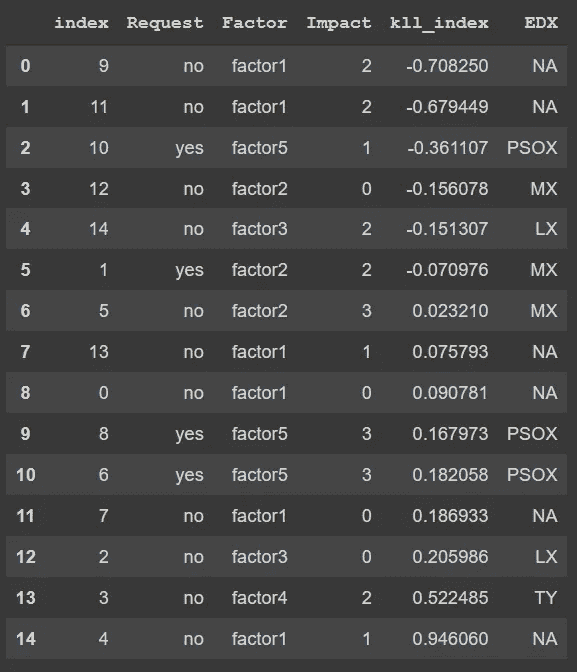 index Request Factor Impact kll_index EDX
0 9 no factor1 2 -0.708250 NA
1 11 no factor1 2 -0.679449 NA
2 10 yes factor5 1 -0.361107 PSOX
3 12 no factor2 0 -0.156078 MX
4 14 no factor3 2 -0.151307 LX
5 1 yes factor2 2 -0.070976 MX
6 5 no factor2 3 0.023210 MX
7 13 no factor1 1 0.075793 NA
8 0 no factor1 0 0.090781 NA
9 8 yes factor5 3 0.167973 PSOX
10 6 yes factor5 3 0.182058 PSOX
11 7 no factor1 0 0.186933 NA
12 2 no factor3 0 0.205986 LX
13 3 no factor4 2 0.522485 TY
14 4 no factor1 1 0.946060 NA